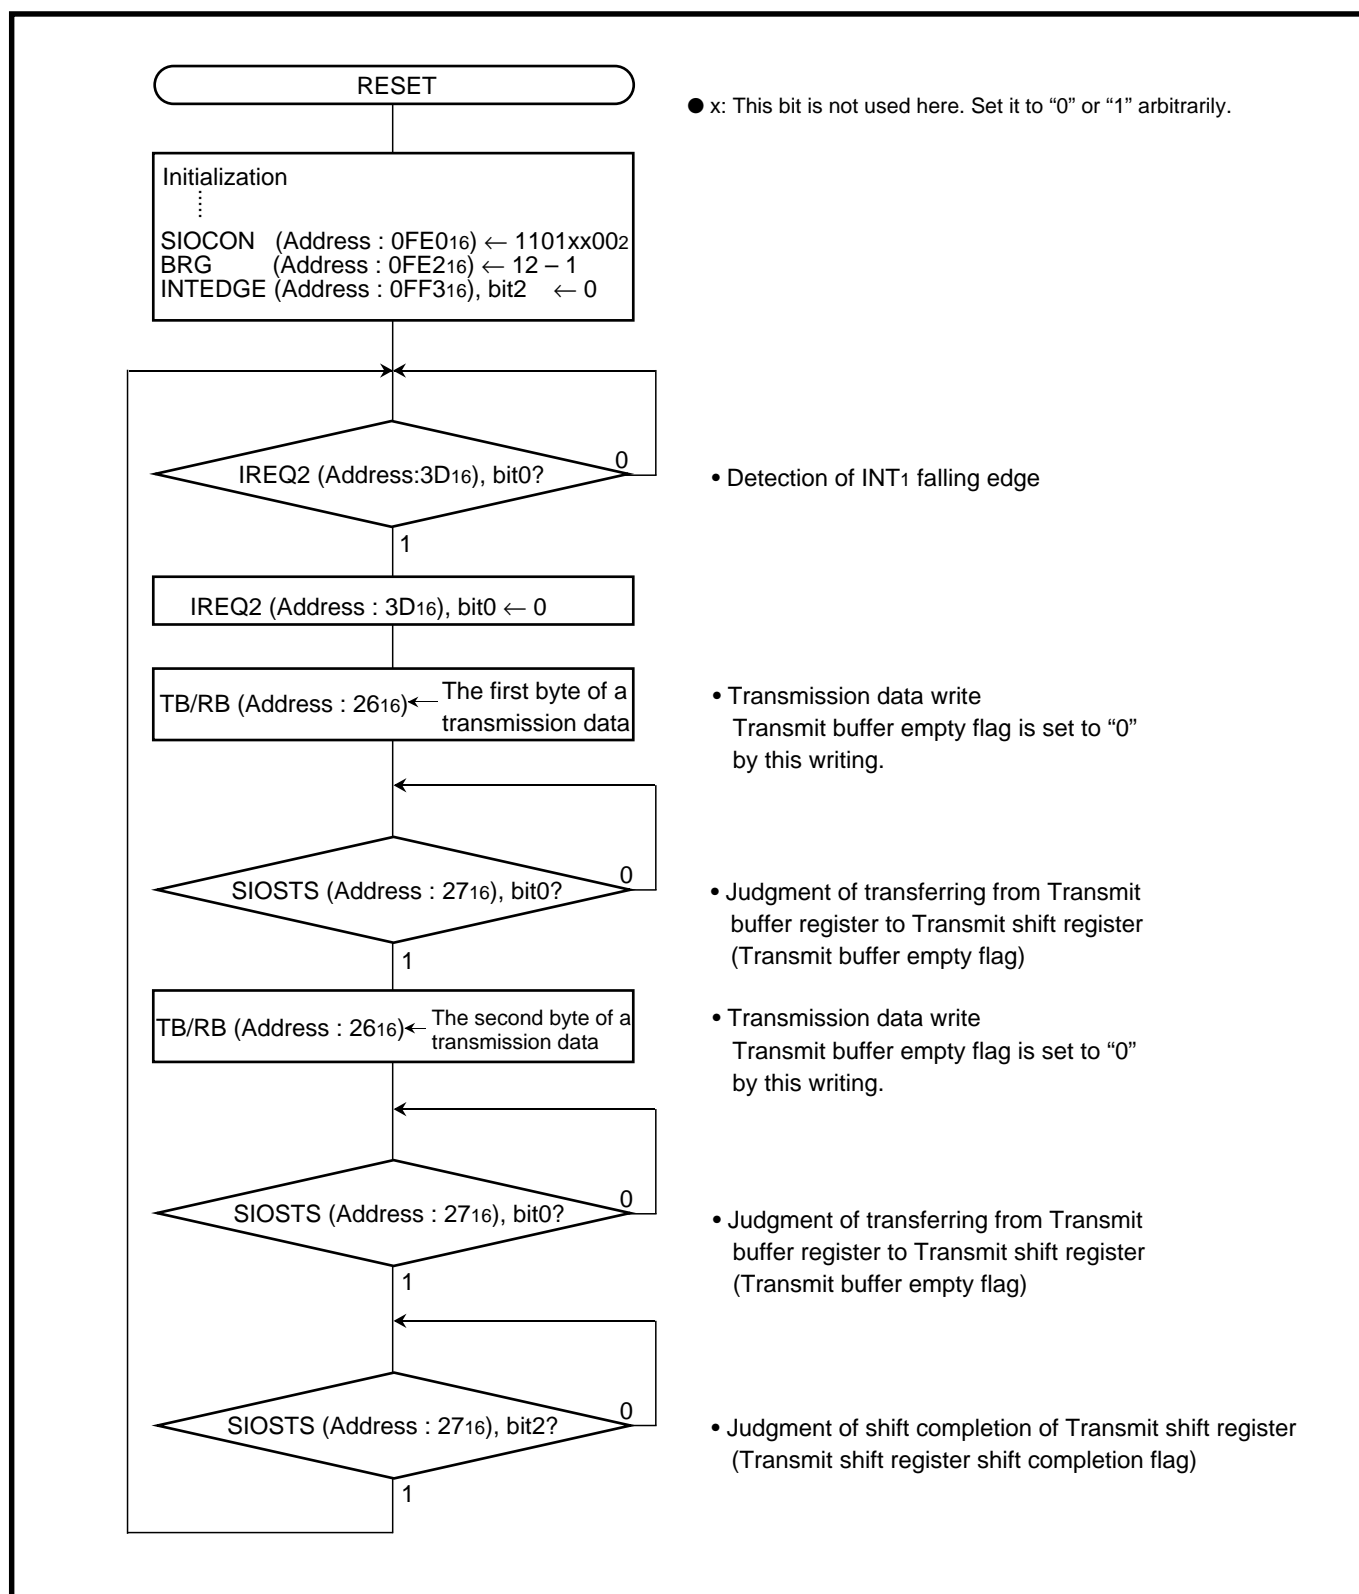 RESET
● x: This bit is not used here. Set it to “0” or “1” arbitrarily.
Initialization
SIOCON (Address : 0FE016) ← 1101xx002
BRG (Address : 0FE216) ← 12 – 1
INTEDGE (Address : 0FF316), bit2 ← 0
IREQ2 (Address:3D16), bit0?
0
• Detection of INT1 falling edge
1
IREQ2 (Address : 3D16), bit0 ← 0
TB/RB (Address : 2616) ← The first byte of a
transmission data
• Transmission data write
Transmit buffer empty flag is set to “0”
by this writing.
SIOSTS (Address : 2716), bit0?
0
• Judgment of transferring from Transmit
buffer register to Transmit shift register
(Transmit buffer empty flag)
1
TB/RB (Address : 2616) ← The second byte of a
transmission data
• Transmission data write
Transmit buffer empty flag is set to “0”
by this writing.
SIOSTS (Address : 2716), bit0?
0
• Judgment of transferring from Transmit
buffer register to Transmit shift register
(Transmit buffer empty flag)
1
SIOSTS (Address : 2716), bit2?
0
• Judgment of shift completion of Transmit shift register
(Transmit shift register shift completion flag)
1